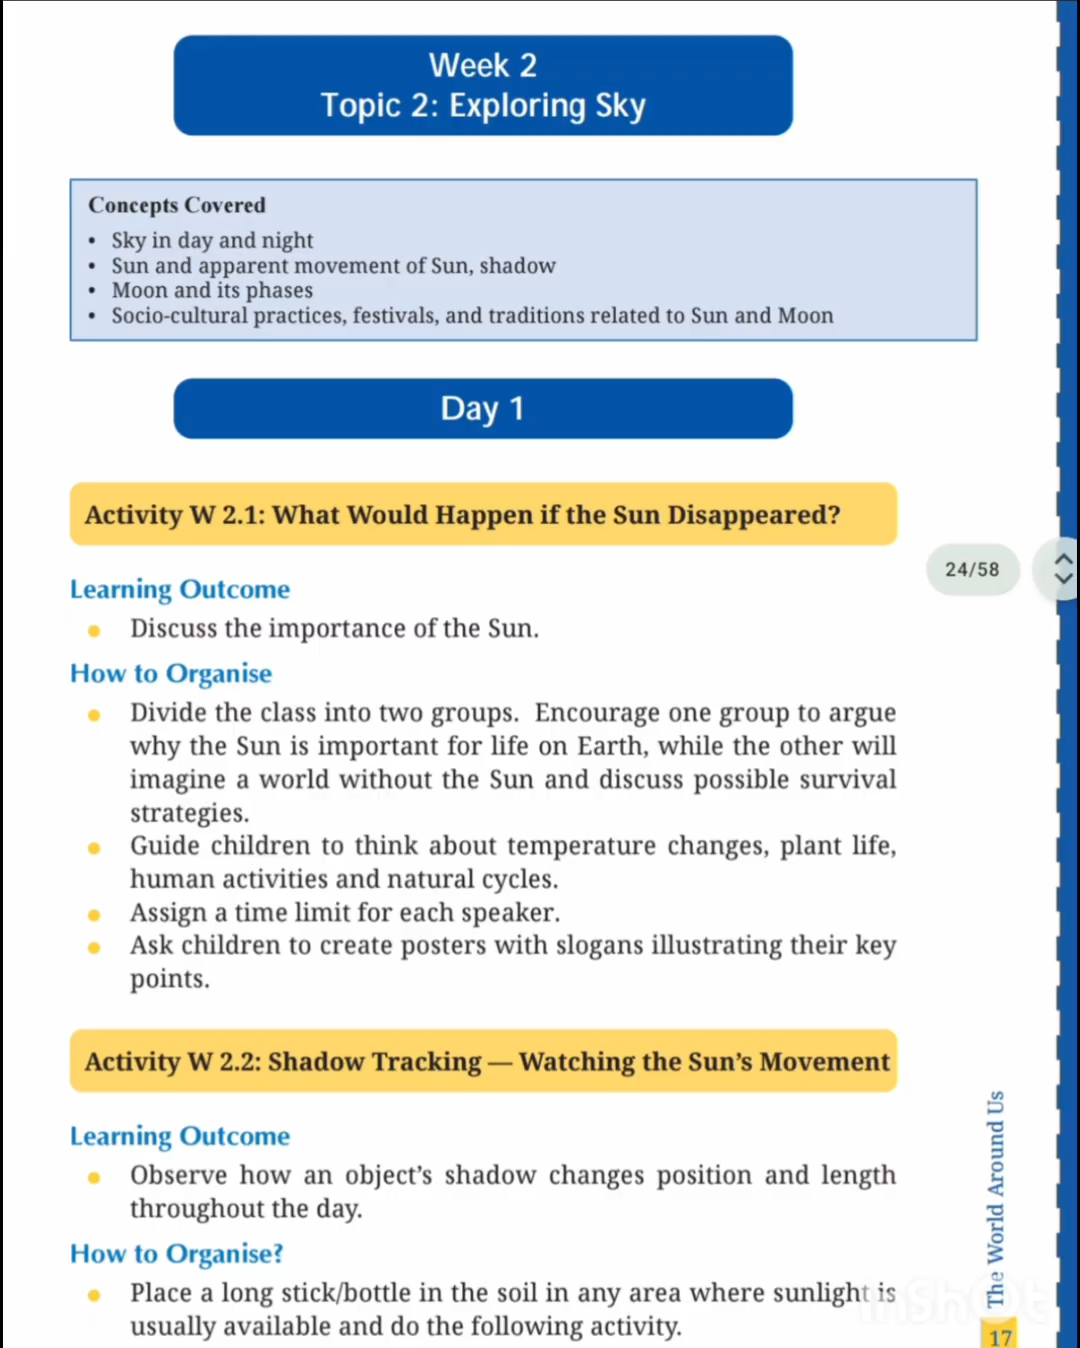 Week 2
Topic 2: Exploring Sky
Concepts Covered
• Sky in day and night
• Sun and apparent movement of Sun, shadow
• Moon and its phases
• Socio-cultural practices, festivals, and traditions related to Sun and Moon
Day 1
Activity W 2.1: What Would Happen if the Sun Disappeared?
24/58
Learning Outcome
• Discuss the importance of the Sun.
How to Organise
• Divide the class into two groups. Encourage one group to argue
why the Sun is important for life on Earth, while the other will
imagine a world without the Sun and discuss possible survival
strategies.
• Guide children to think about temperature changes, plant life,
human activities and natural cycles.
• Assign a time limit for each speaker.
• Ask children to create posters with slogans illustrating their key
points.
Activity W 2.2: Shadow Tracking — Watching the Sun's Movement
Learning Outcome
• Observe how an object's shadow changes position and length
throughout the day.
How to Organise?
• Place a long stick/bottle in the soil in any area where sunlight is
usually available and do the following activity.
The World Around Us
InShOt
17